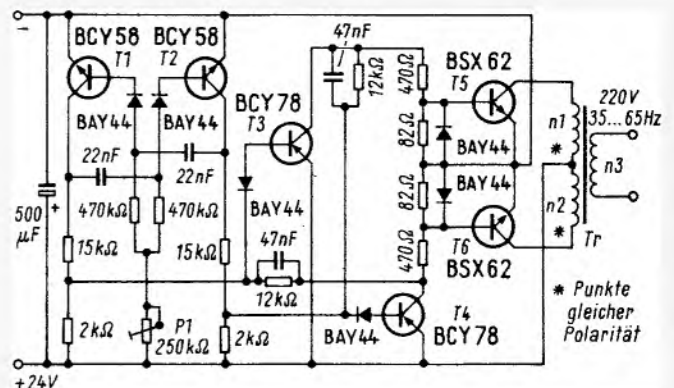 −
BCY58 BCY58
T1 T2
BAY44 BAY44
22nF
22nF
500
µF
+
470kΩ 470kΩ
15kΩ 15kΩ
2kΩ
P1
250kΩ
2kΩ
+24V
BCY78
T3
BAY44
47nF
12kΩ
47nF
12kΩ
470Ω
82Ω
82Ω
470Ω
BAY44
BSX62
T5
BAY44
BAY44
T6
BSX62
T4
BCY78
n1
*
n2
*
220V
35...65Hz
n3
Tr
* Punkte
gleicher
Polarität